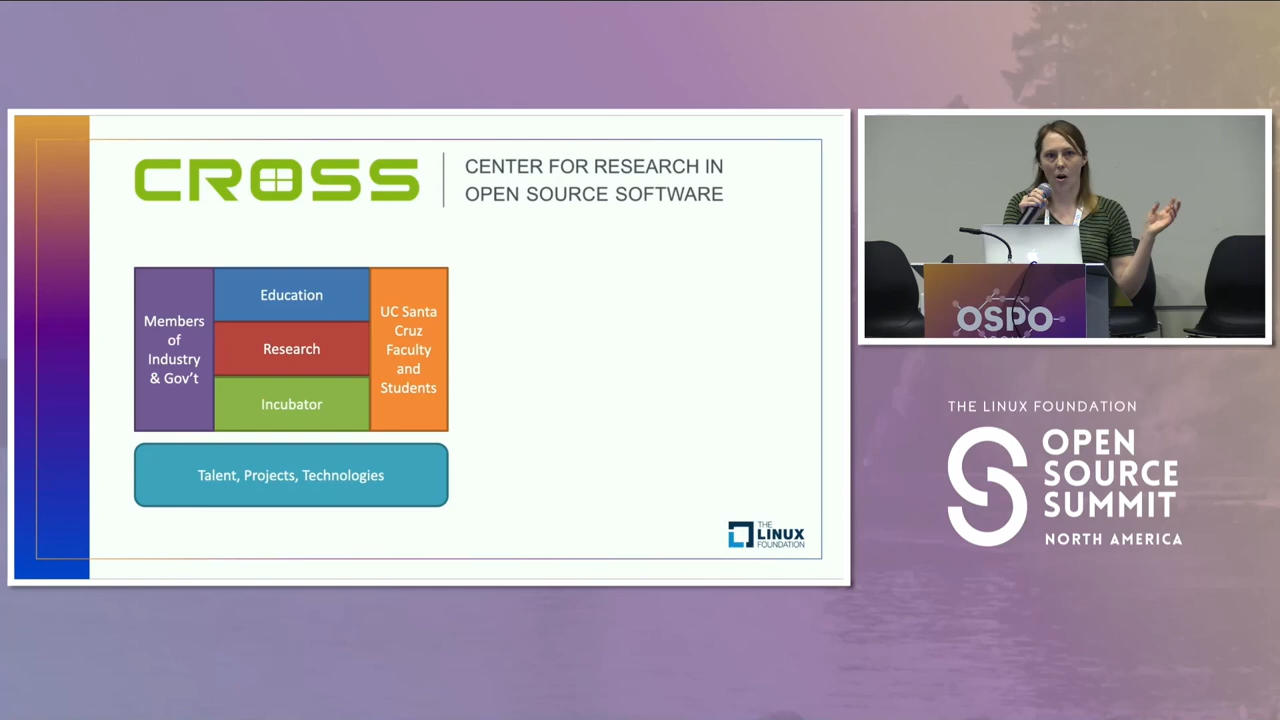 CROSS
CENTER FOR RESEARCH IN
OPEN SOURCE SOFTWARE
Members
of
Industry
& Gov't
Education
Research
Incubator
UC Santa
Cruz
Faculty
and
Students
Talent, Projects, Technologies
THE
LINUX
FOUNDATION
OSPO
THE LINUX FOUNDATION
OPEN
SOURCE
SUMMIT
NORTH AMERICA